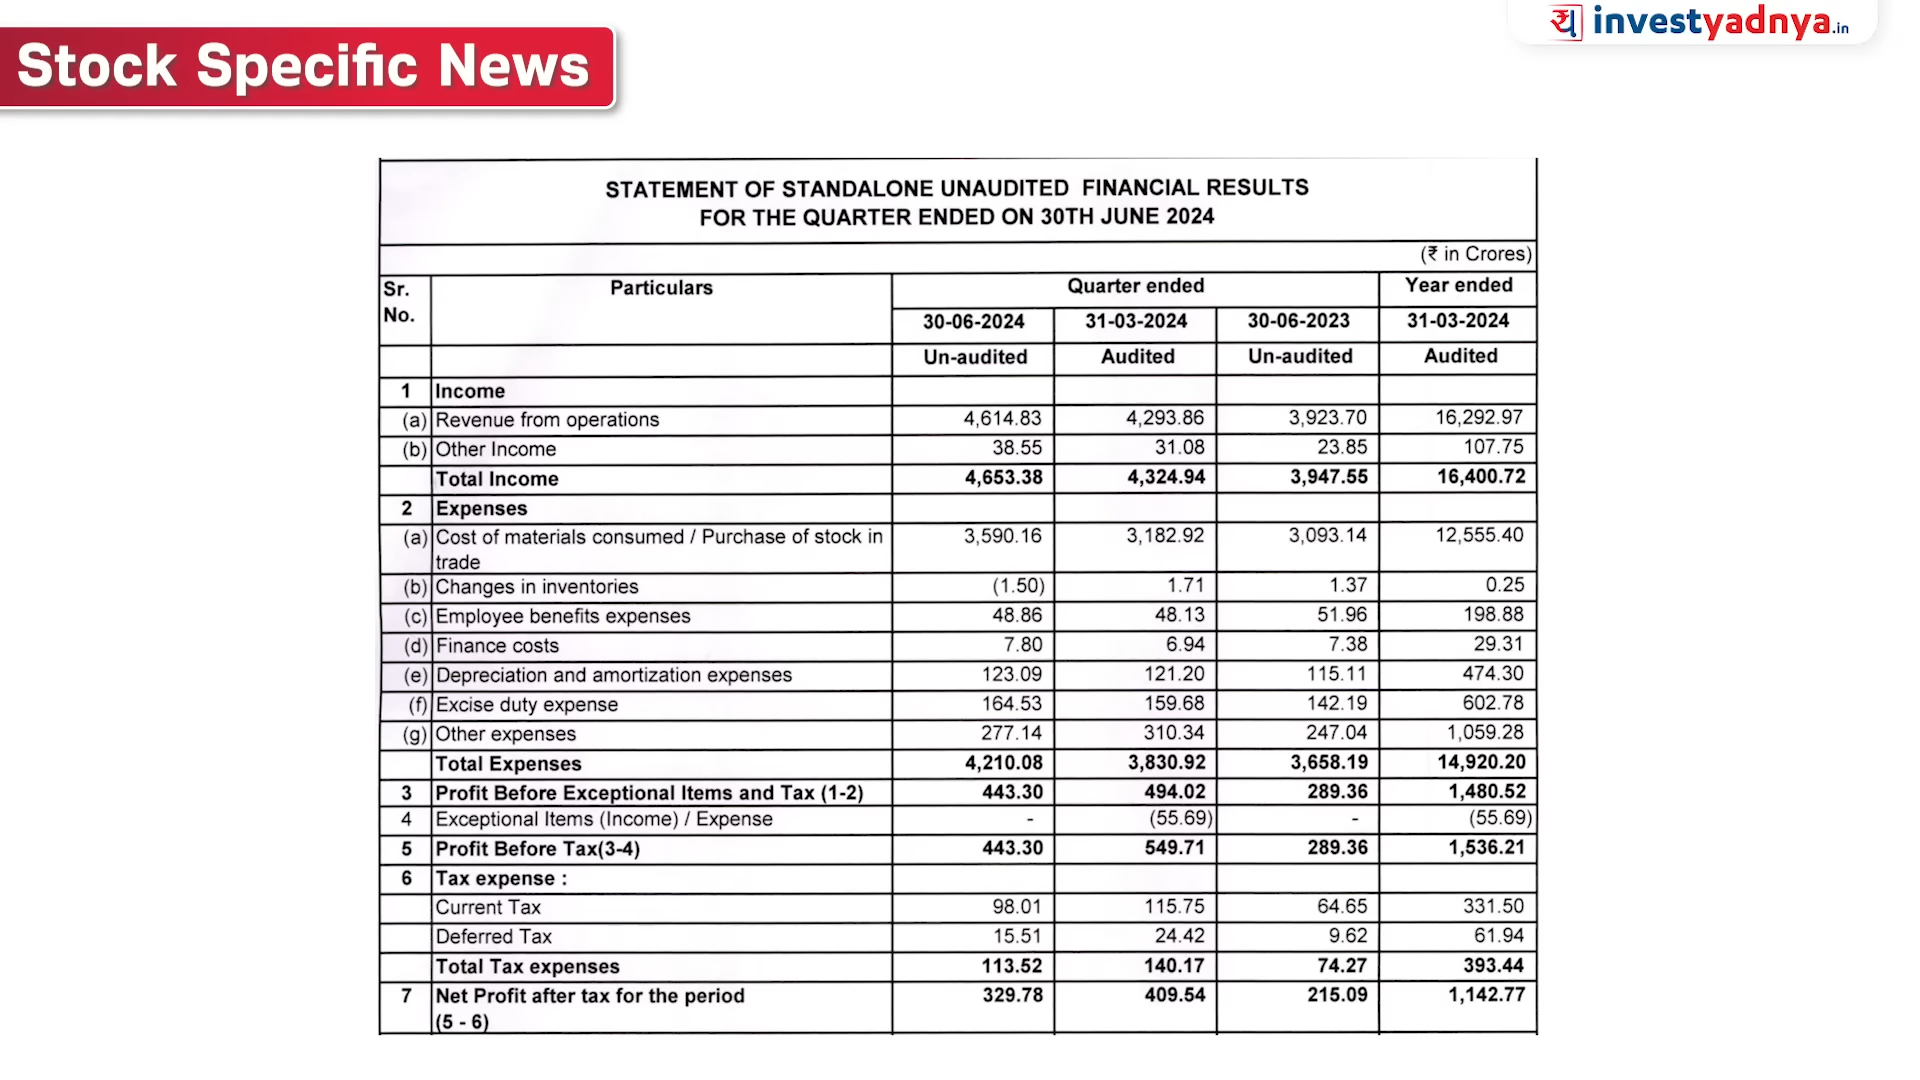 Stock Specific News
investyadnya.in
STATEMENT OF STANDALONE UNAUDITED FINANCIAL RESULTS
FOR THE QUARTER ENDED ON 30TH JUNE 2024
(₹ in Crores)
Sr. No. Particulars Quarter ended Year ended
30-06-2024 31-03-2024 30-06-2023 31-03-2024
Un-audited Audited Un-audited Audited
1 Income
(a) Revenue from operations 4,614.83 4,293.86 3,923.70 16,292.97
(b) Other Income 38.55 31.08 23.85 107.75
Total Income 4,653.38 4,324.94 3,947.55 16,400.72
2 Expenses
(a) Cost of materials consumed / Purchase of stock in 3,590.16 3,182.92 3,093.14 12,555.40
trade
(b) Changes in inventories (1.50) 1.71 1.37 0.25
(c) Employee benefits expenses 48.86 48.13 51.96 198.88
(d) Finance costs 7.80 6.94 7.38 29.31
(e) Depreciation and amortization expenses 123.09 121.20 115.11 474.30
(f) Excise duty expense 164.53 159.68 142.19 602.78
(g) Other expenses 277.14 310.34 247.04 1,059.28
Total Expenses 4,210.08 3,830.92 3,658.19 14,920.20
3 Profit Before Exceptional Items and Tax (1-2) 443.30 494.02 289.36 1,480.52
4 Exceptional Items (Income) / Expense - (55.69) - (55.69)
5 Profit Before Tax(3-4) 443.30 549.71 289.36 1,536.21
6 Tax expense :
Current Tax 98.01 115.75 64.65 331.50
Deferred Tax 15.51 24.42 9.62 61.94
Total Tax expenses 113.52 140.17 74.27 393.44
7 Net Profit after tax for the period 329.78 409.54 215.09 1,142.77
(5 - 6)